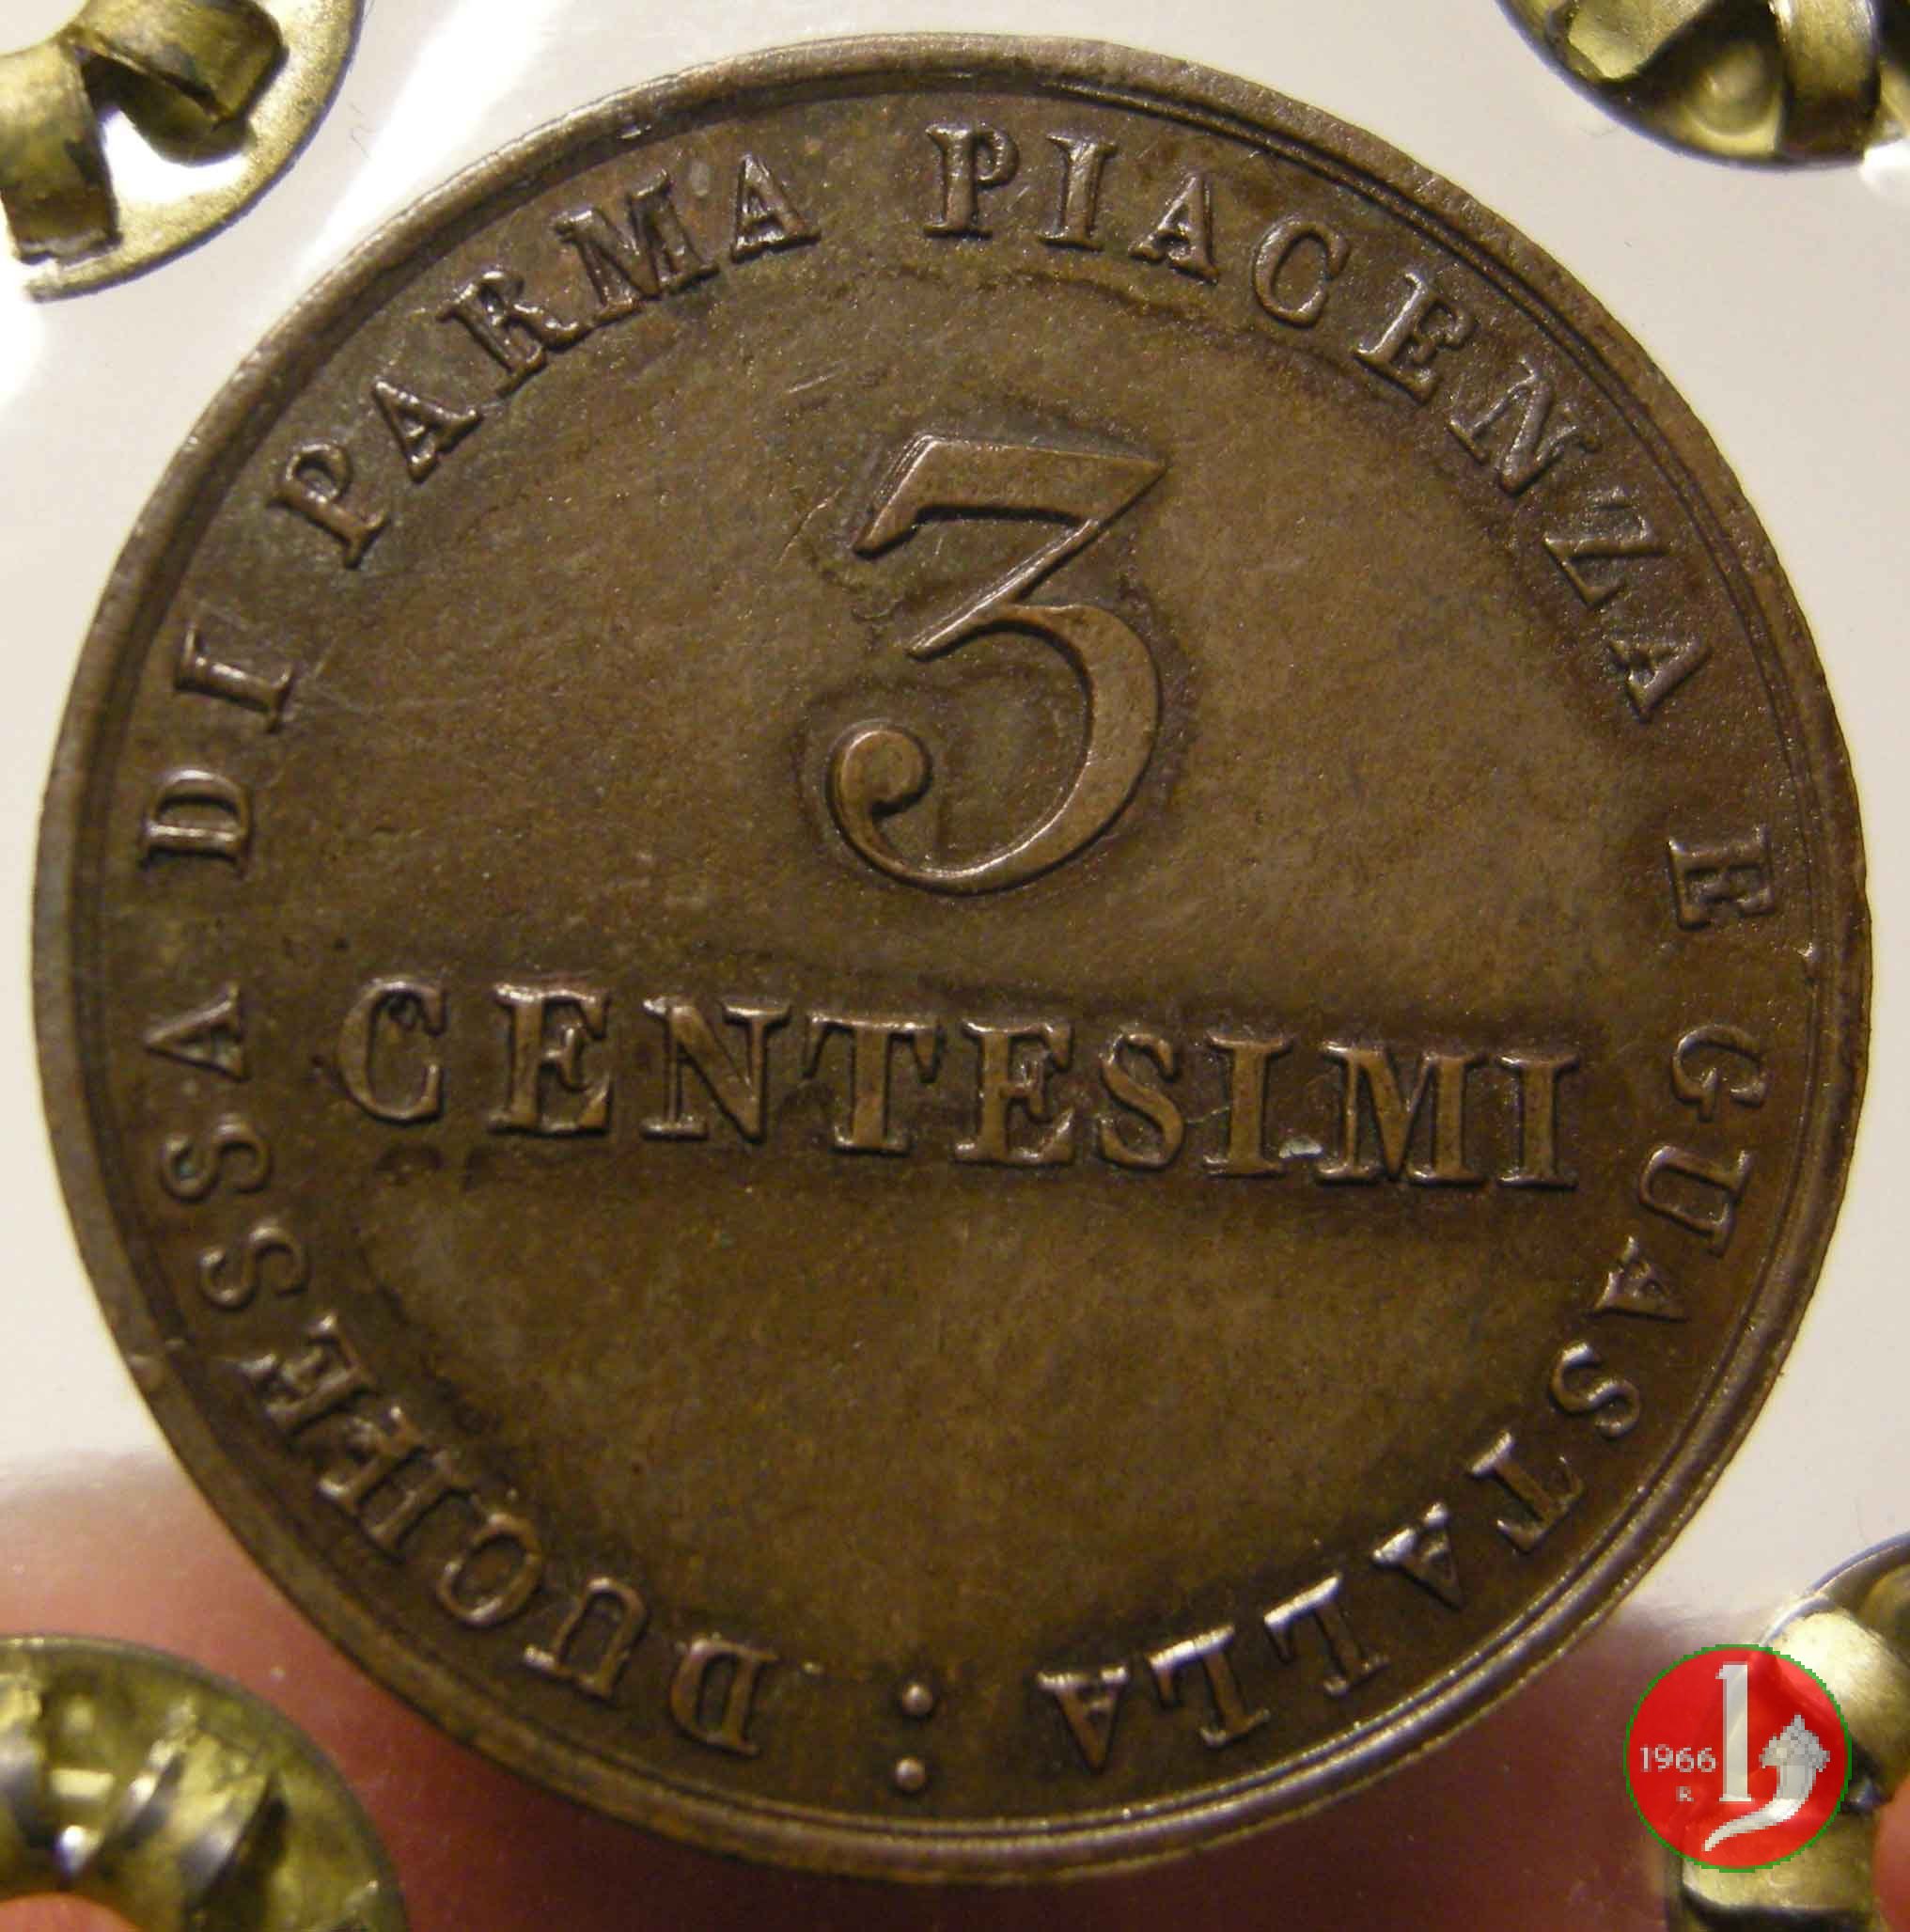 DUCHESSA DI PARMA PIACENZA E GUASTALLA :
3
CENTESIMI
1966
R